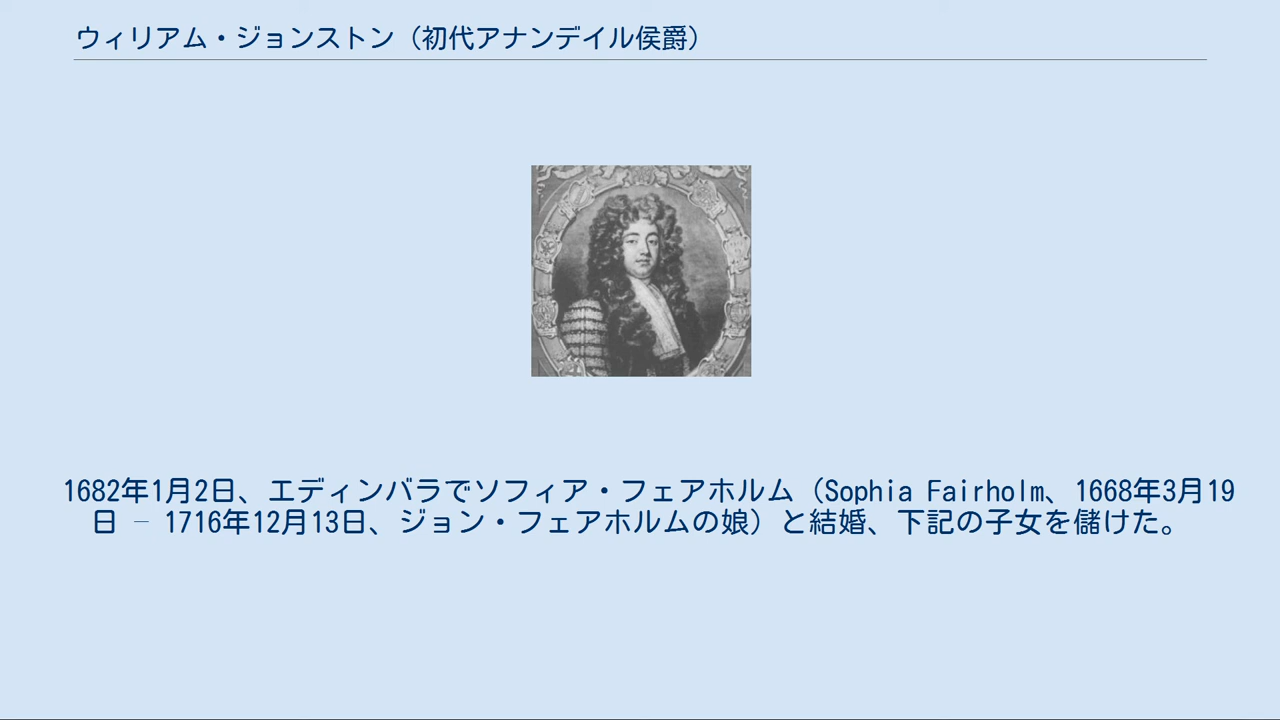 ウィリアム・ジョンストン（初代アナンデイル侯爵）
1682年1月2日、エディンバラでソフィア・フェアホルム（Sophia Fairholm、1668年3月19
日 – 1716年12月13日、ジョン・フェアホルムの娘）と結婚、下記の子女を儲けた。